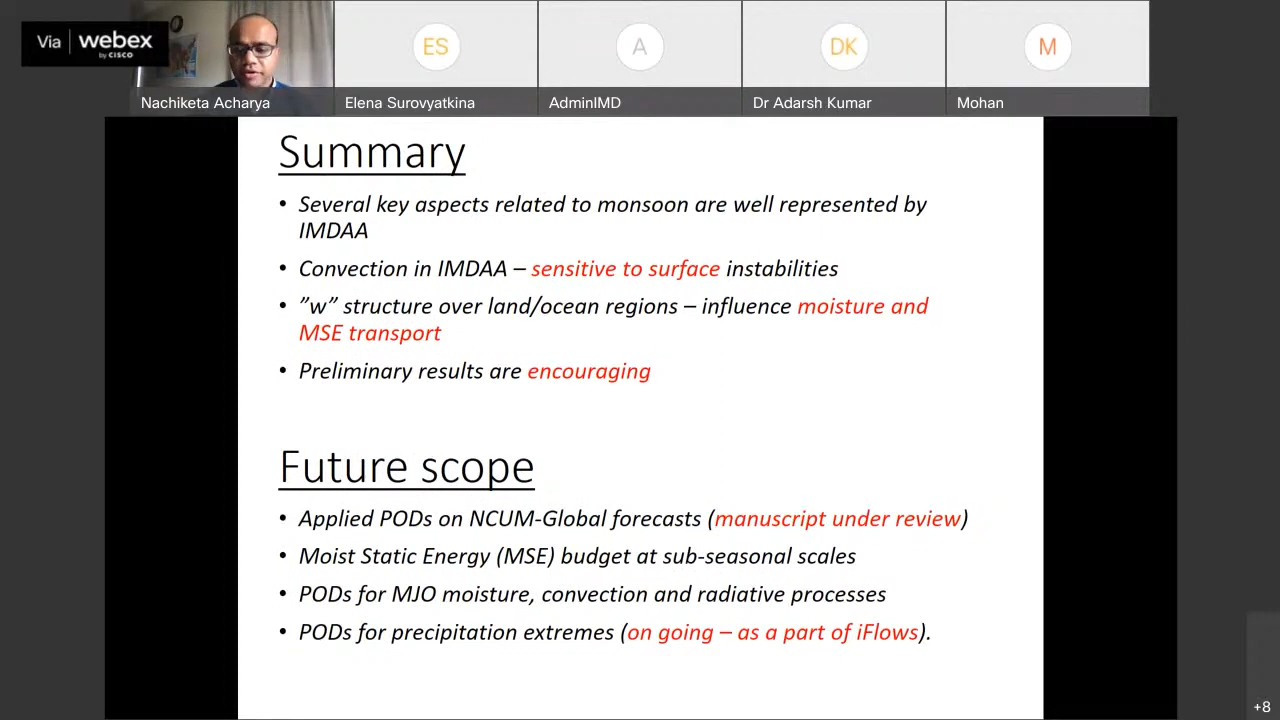 Via webex
by CISCO
ES
A
DK
M
Nachiketa Acharya
Elena Surovyatkina
AdminIMD
Dr Adarsh Kumar
Mohan
Summary
• Several key aspects related to monsoon are well represented by
IMDAA
• Convection in IMDAA – sensitive to surface instabilities
• ”w” structure over land/ocean regions – influence moisture and
MSE transport
• Preliminary results are encouraging
Future scope
• Applied PODs on NCUM-Global forecasts (manuscript under review)
• Moist Static Energy (MSE) budget at sub-seasonal scales
• PODs for MJO moisture, convection and radiative processes
• PODs for precipitation extremes (on going – as a part of iFlows).
+8